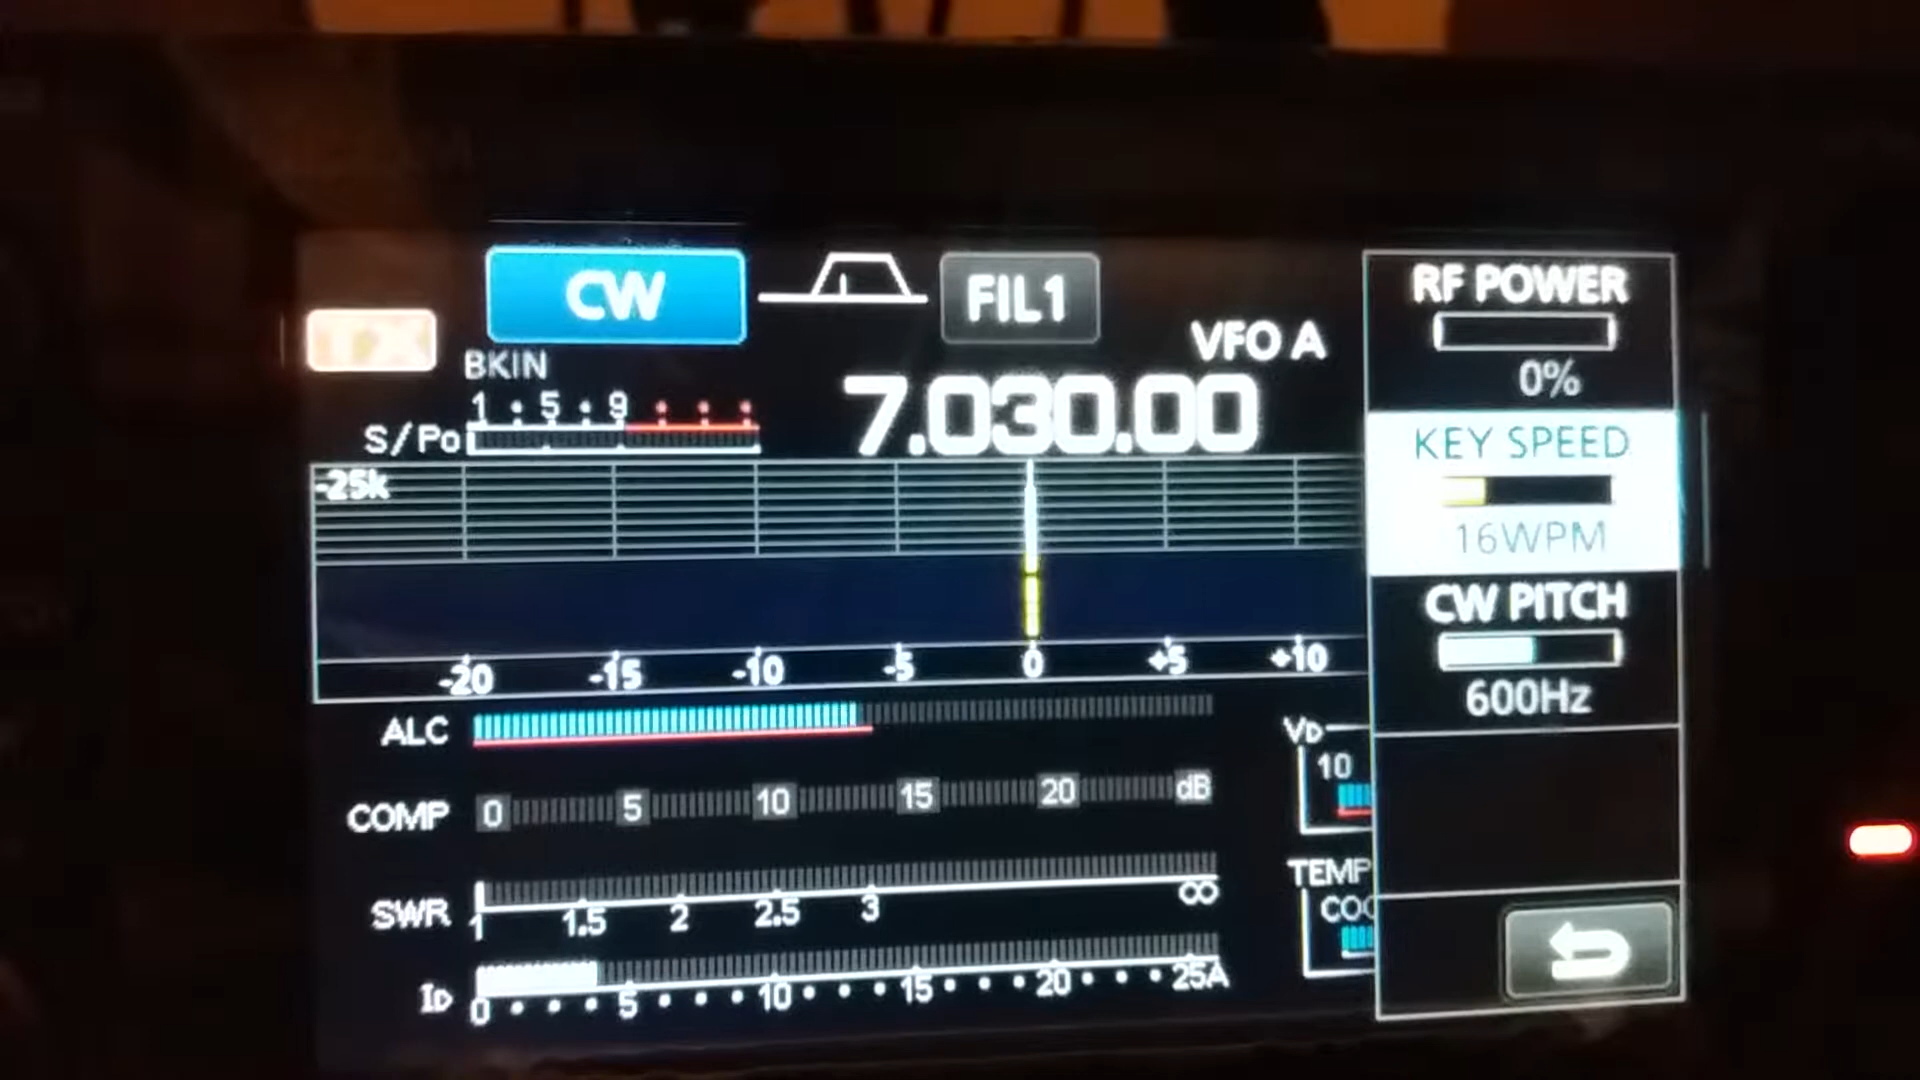 CW
FIL1
TX
BKIN
VFO A
1 • 5 • 9
S/Po
7.030.00
-25k
-20 -15 -10 -5 0 +5 +10
ALC
COMP 0 5 10 15 20 dB
SWR 1 1.5 2 2.5 3 ∞
ID 0 5 10 15 20 25A
VD
10
TEMP
RF POWER
0%
KEY SPEED
16WPM
CW PITCH
600Hz